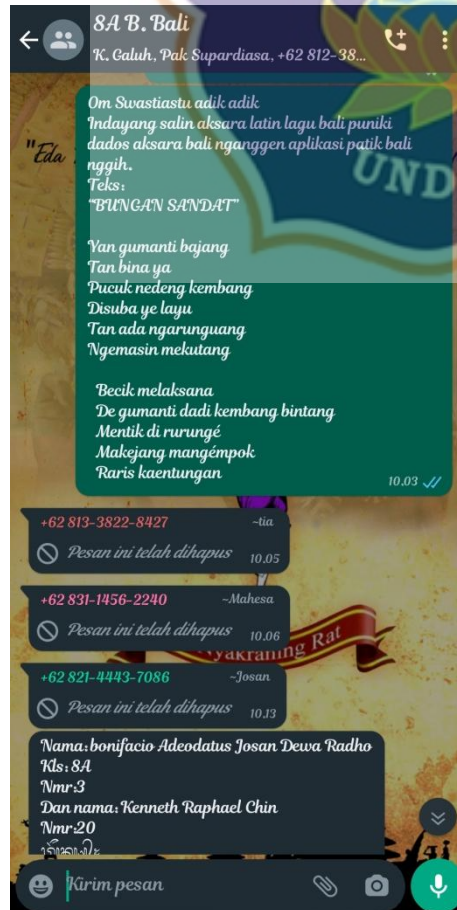 8A B. Bali
K. Galuh, Pak Supardiasa, +62 812-38...
"Eda
UND
Om Swastiastu adik adik
Indayang salin aksara latin lagu bali puniki
dados aksara bali nganggen aplikasi patik bali
nggih.
Teks:
"BUNGAN SANDAT"
Yan gumanti bajang
Tan bina ya
Pucuk nedeng kembang
Disuba ye layu
Tan ada ngarunguang
Ngemasin mekutang
Becik melaksana
De gumanti dadi kembang bintang
Mentik di rurungé
Makejang mangémpok
Raris kaentungan
10.03
+62 813-3822-8427 ~tia
Pesan ini telah dihapus 10.05
+62 831-1456-2240 ~Mahesa
Pesan ini telah dihapus 10.06
Nyakraning Rat
+62 821-4443-7086 ~Josan
Pesan ini telah dihapus 10.13
Nama:bonifacio Adeodatus Josan Dewa Radho
Kls:8A
Nmr:3
Dan nama:Kenneth Raphael Chin
Nmr:20
Kirim pesan